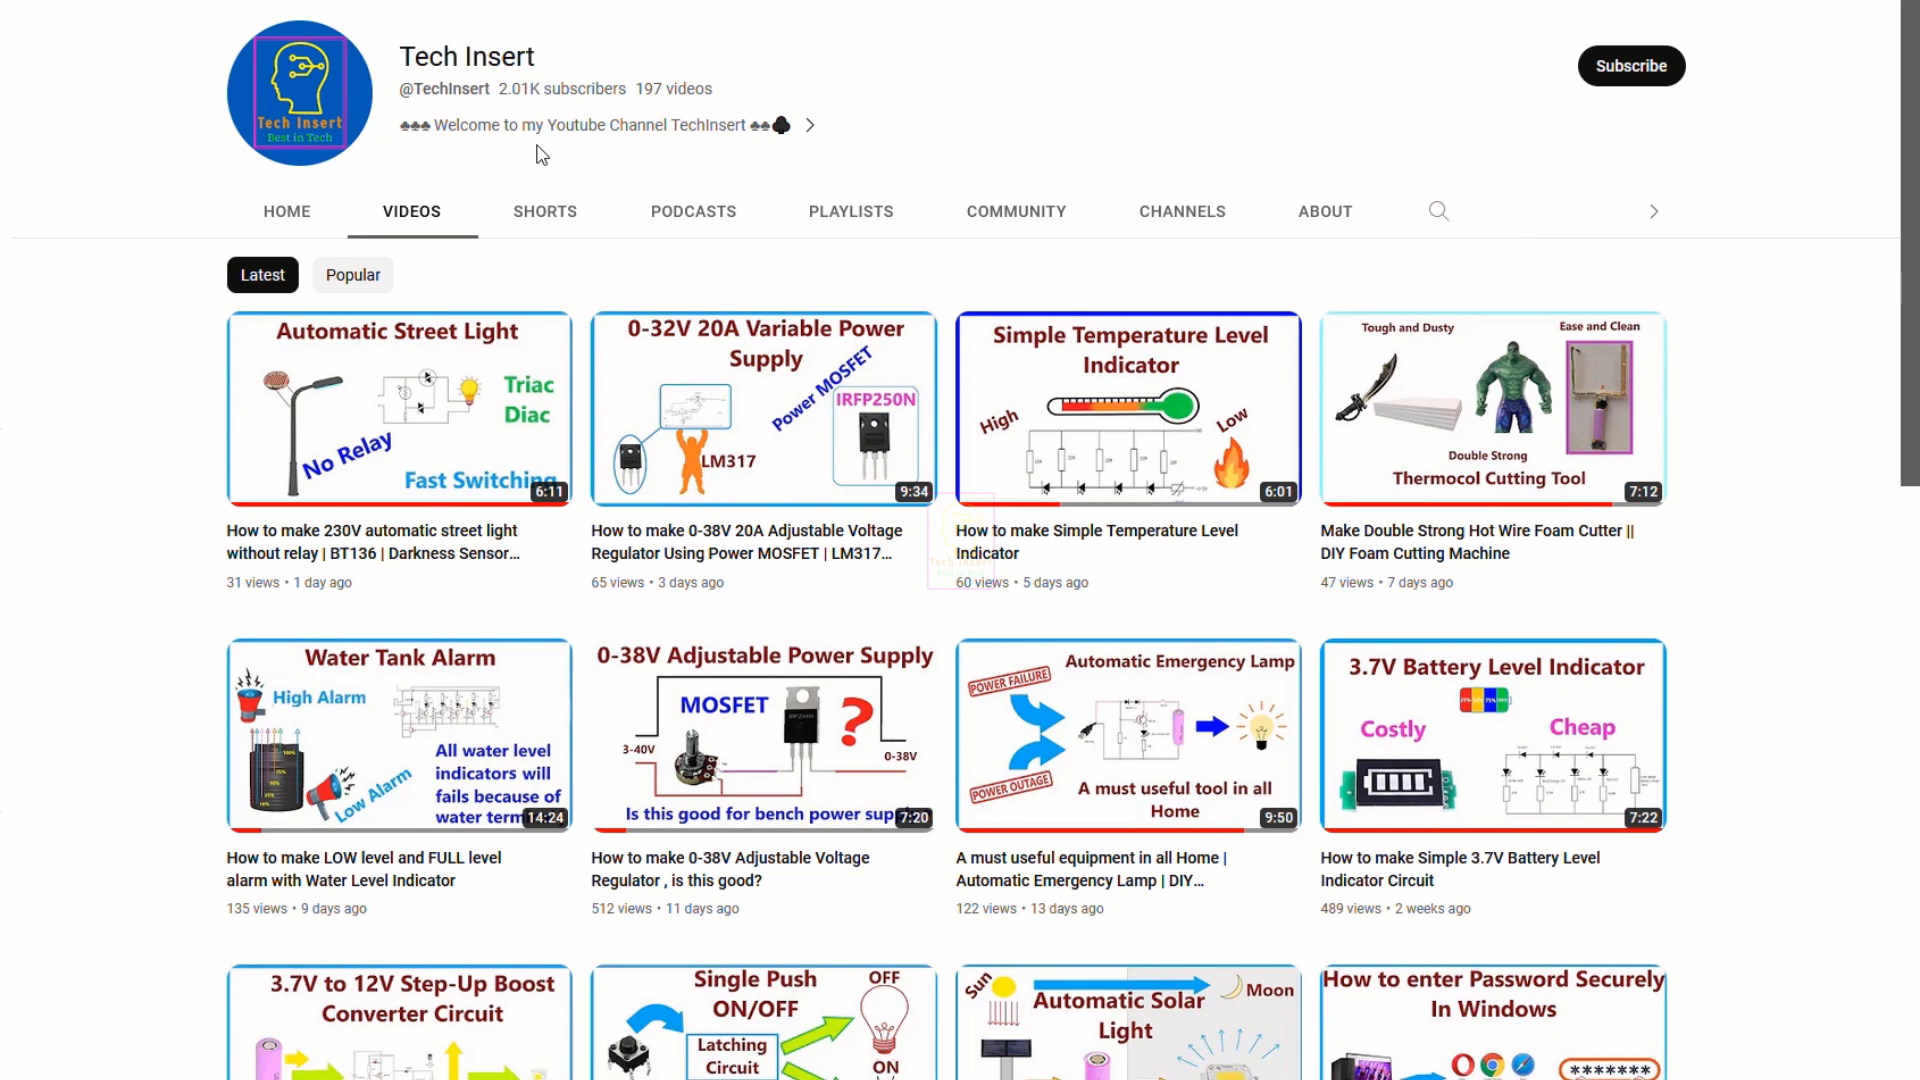 Tech Insert
Best in Tech
Tech Insert
@TechInsert 2.01K subscribers 197 videos
♣♣♣ Welcome to my Youtube Channel TechInsert ♣♣♣
Subscribe
HOME VIDEOS SHORTS PODCASTS PLAYLISTS COMMUNITY CHANNELS ABOUT
Latest Popular
Automatic Street Light
Triac
Diac
No Relay
Fast Switching
6:11
How to make 230V automatic street light
without relay | BT136 | Darkness Sensor...
31 views • 1 day ago
0-32V 20A Variable Power
Supply
Power MOSFET
IRFP250N
LM317
9:34
How to make 0-38V 20A Adjustable Voltage
Regulator Using Power MOSFET | LM317...
65 views • 3 days ago
Simple Temperature Level
Indicator
High
Low
6:01
How to make Simple Temperature Level
Indicator
60 views • 5 days ago
Tough and Dusty
Ease and Clean
Double Strong
Thermocol Cutting Tool
7:12
Make Double Strong Hot Wire Foam Cutter ||
DIY Foam Cutting Machine
47 views • 7 days ago
Tech Insert
Water Tank Alarm
High Alarm
Low Alarm
All water level
indicators will
fails because of
water term
14:24
How to make LOW level and FULL level
alarm with Water Level Indicator
135 views • 9 days ago
0-38V Adjustable Power Supply
MOSFET
?
3-40V
0-38V
Is this good for bench power sup
7:20
How to make 0-38V Adjustable Voltage
Regulator , is this good?
512 views • 11 days ago
Automatic Emergency Lamp
POWER FAILURE
POWER OUTAGE
A must useful tool in all
Home
9:50
A must useful equipment in all Home |
Automatic Emergency Lamp | DIY...
122 views • 13 days ago
3.7V Battery Level Indicator
Costly
Cheap
7:22
How to make Simple 3.7V Battery Level
Indicator Circuit
489 views • 2 weeks ago
3.7V to 12V Step-Up Boost
Converter Circuit
Single Push
ON/OFF
OFF
Latching
Circuit
ON
Sun
Moon
Automatic Solar
Light
How to enter Password Securely
In Windows
*******